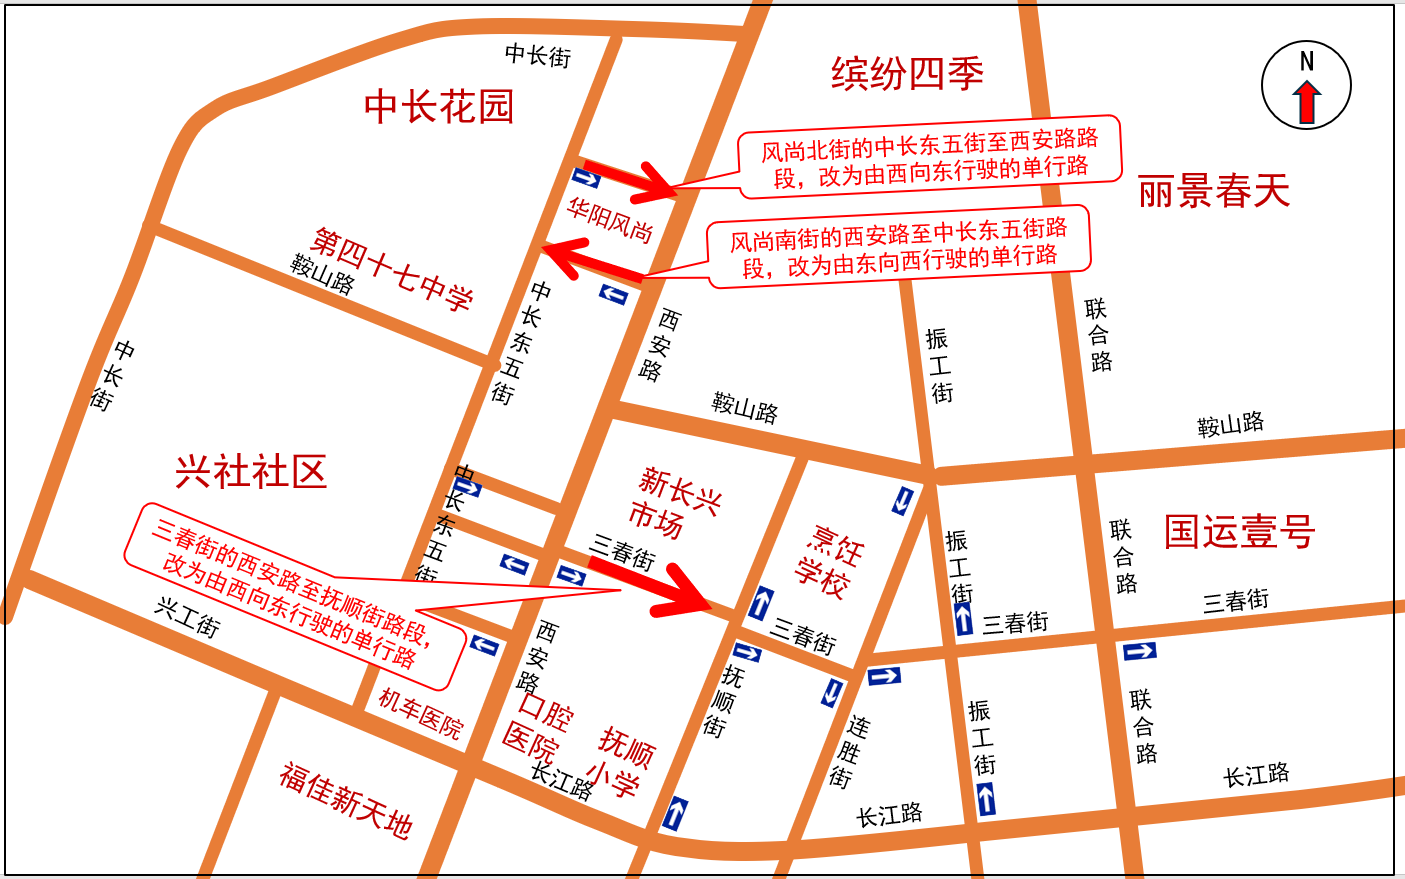 中长街
缤纷四季
N
中长花园
风尚北街的中长东五街至西安路路
段，改为由西向东行驶的单行路
丽景春天
华阳风尚
风尚南街的西安路至中长东五街路
段，改为由东向西行驶的单行路
第四十七中学
鞍山路
中长东五街
西安路
振工街
联合路
中长街
鞍山路
鞍山路
兴社社区
中长东五街
新长兴
市场
烹饪
学校
国运壹号
三春街的西安路至抚顺街路段，
改为由西向东行驶的单行路
三春街
振工街
联合路
三春街
三春街
三春街
兴工街
西安路
抚顺街
机车医院
口腔
医院
抚顺
小学
连胜街
振工街
联合路
福佳新天地
长江路
长江路
长江路